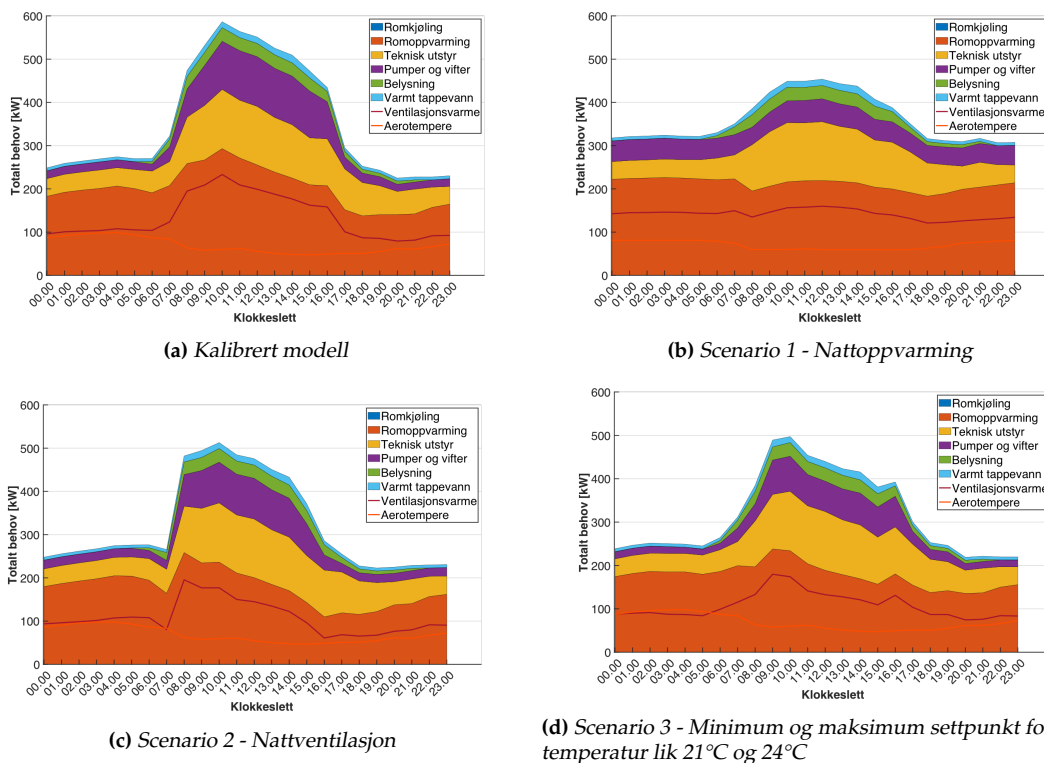 600
500
400
300
200
100
0
Totalt behov [kW]
Romkjøling
Romoppvarming
Teknisk utstyr
Pumper og vifter
Belysning
Varmt tappevann
Ventilasjonsvarme
Aerotempere
00.00 01.00 02.00 03.00 04.00 05.00 06.00 07.00 08.00 09.00 10.00 11.00 12.00 13.00 14.00 15.00 16.00 17.00 18.00 19.00 20.00 21.00 22.00 23.00
Klokkeslett
(a) Kalibrert modell
600
500
400
300
200
100
0
Totalt behov [kW]
Romkjøling
Romoppvarming
Teknisk utstyr
Pumper og vifter
Belysning
Varmt tappevann
Ventilasjonsvarme
Aerotempere
00.00 01.00 02.00 03.00 04.00 05.00 06.00 07.00 08.00 09.00 10.00 11.00 12.00 13.00 14.00 15.00 16.00 17.00 18.00 19.00 20.00 21.00 22.00 23.00
Klokkeslett
(b) Scenario 1 - Nattoppvarming
600
500
400
300
200
100
0
Totalt behov [kW]
Romkjøling
Romoppvarming
Teknisk utstyr
Pumper og vifter
Belysning
Varmt tappevann
Ventilasjonsvarme
Aerotempere
00.00 01.00 02.00 03.00 04.00 05.00 06.00 07.00 08.00 09.00 10.00 11.00 12.00 13.00 14.00 15.00 16.00 17.00 18.00 19.00 20.00 21.00 22.00 23.00
Klokkeslett
(c) Scenario 2 - Nattventilasjon
600
500
400
300
200
100
0
Totalt behov [kW]
Romkjøling
Romoppvarming
Teknisk utstyr
Pumper og vifter
Belysning
Varmt tappevann
Ventilasjonsvarme
Aerotempere
00.00 01.00 02.00 03.00 04.00 05.00 06.00 07.00 08.00 09.00 10.00 11.00 12.00 13.00 14.00 15.00 16.00 17.00 18.00 19.00 20.00 21.00 22.00 23.00
Klokkeslett
(d) Scenario 3 - Minimum og maksimum settpunkt fo
temperatur lik 21°C og 24°C